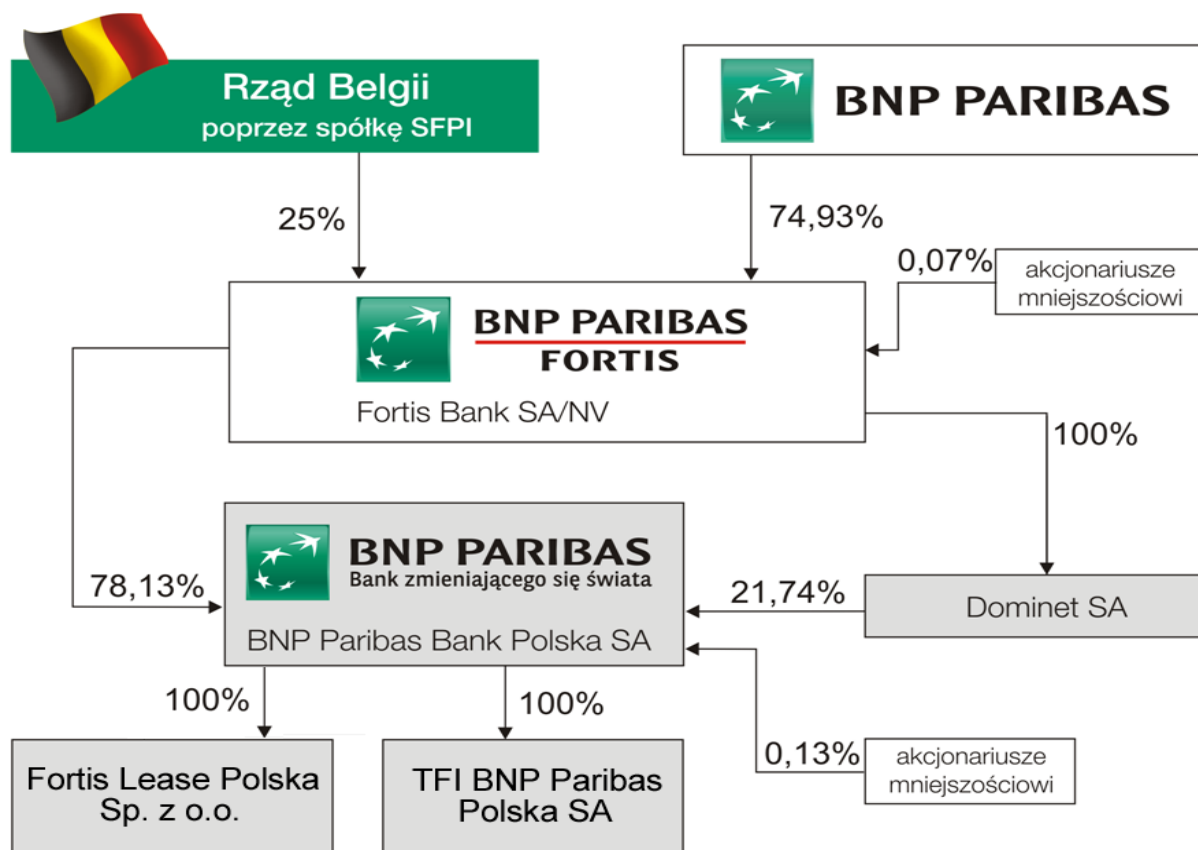 Rząd Belgii
poprzez spółkę SFPI
BNP PARIBAS
25%
74,93%
0,07%
akcjonariusze
mniejszościowi
BNP PARIBAS
FORTIS
Fortis Bank SA/NV
100%
BNP PARIBAS
Bank zmieniającego się świata
BNP Paribas Bank Polska SA
78,13%
21,74%
Dominet SA
100%
100%
0,13%
akcjonariusze
mniejszościowi
Fortis Lease Polska
Sp. z o.o.
TFI BNP Paribas
Polska SA